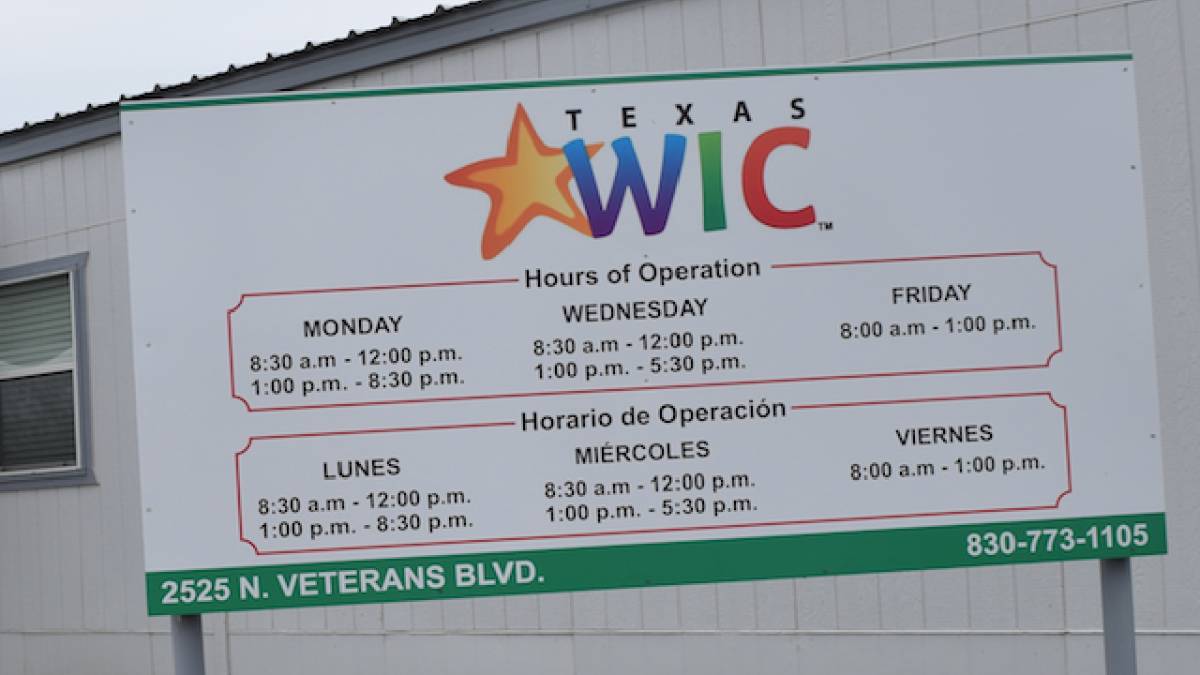 TEXAS
WIC™
Hours of Operation
MONDAY
8:30 a.m - 12:00 p.m.
1:00 p.m. - 8:30 p.m.
WEDNESDAY
8:30 a.m - 12:00 p.m.
1:00 p.m. - 5:30 p.m.
FRIDAY
8:00 a.m - 1:00 p.m.
Horario de Operación
LUNES
8:30 a.m - 12:00 p.m.
1:00 p.m. - 8:30 p.m.
MIÉRCOLES
8:30 a.m - 12:00 p.m.
1:00 p.m. - 5:30 p.m.
VIERNES
8:00 a.m - 1:00 p.m.
2525 N. VETERANS BLVD.
830-773-1105